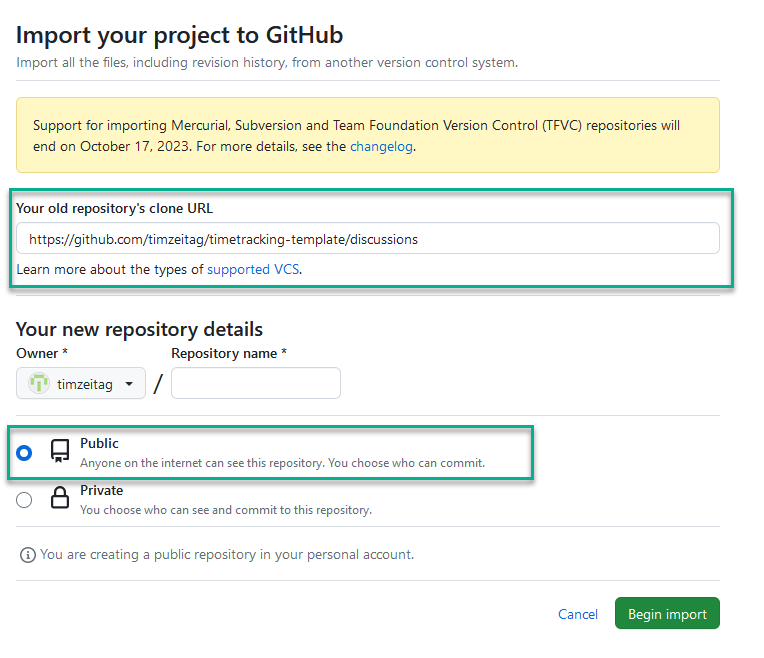 Import your project to GitHub
Import all the files, including revision history, from another version control system.
Support for importing Mercurial, Subversion and Team Foundation Version Control (TFVC) repositories will
end on October 17, 2023. For more details, see the changelog.
Your old repository's clone URL
https://github.com/timzeitag/timetracking-template/discussions
Learn more about the types of supported VCS.
Your new repository details
Owner * Repository name *
timzeitag /
Public
Anyone on the internet can see this repository. You choose who can commit.
Private
You choose who can see and commit to this repository.
You are creating a public repository in your personal account.
Cancel Begin import